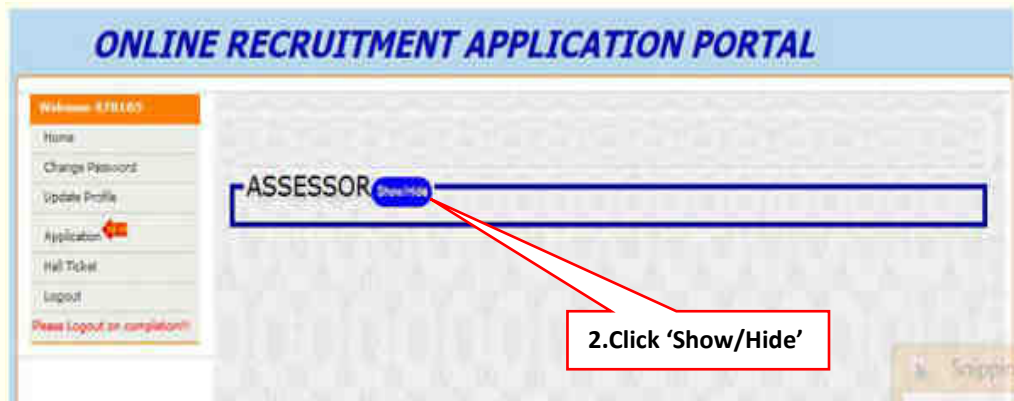 ONLINE RECRUITMENT APPLICATION PORTAL
Welcome
Home
Change Password
Update Profile
Application
Hall Ticket
Logout
Please Logout on completion!!
ASSESSOR Show/Hide
2.Click ‘Show/Hide’